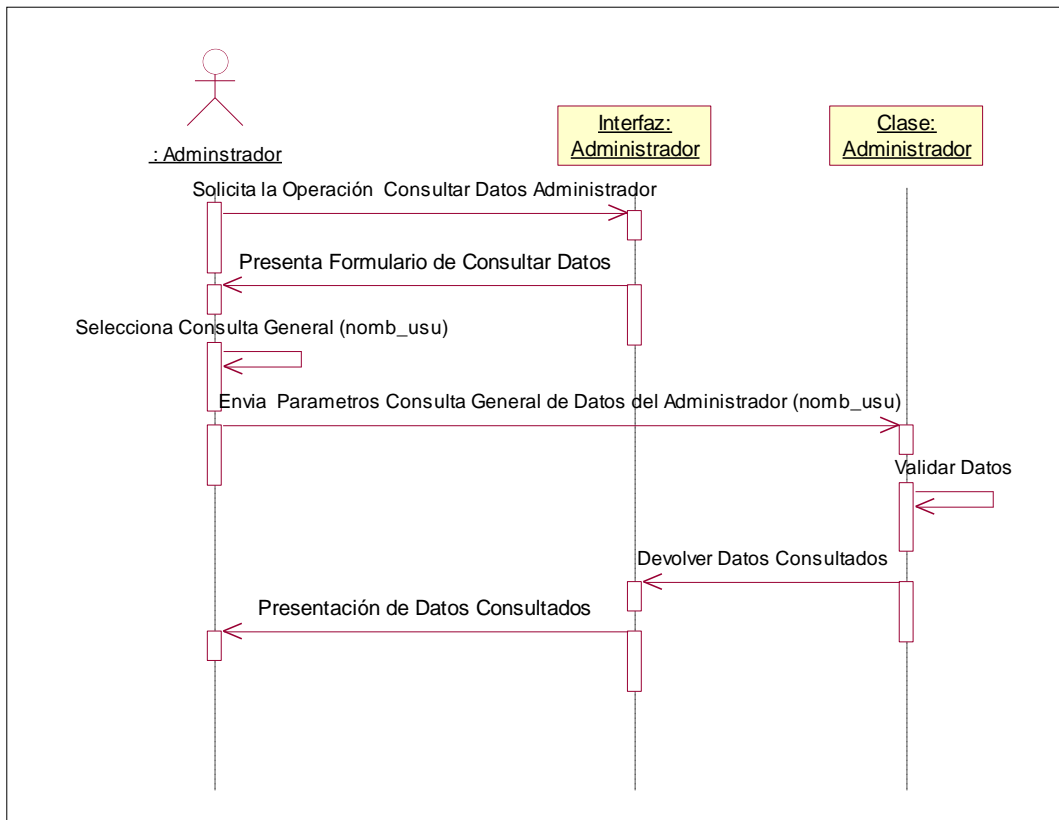 : Adminstrador
Interfaz:
Administrador
Clase:
Administrador
Solicita la Operación  Consultar Datos Administrador
Presenta Formulario de Consultar Datos
Selecciona Consulta General (nomb_usu)
Envia  Parametros Consulta General de Datos del Administrador (nomb_usu)
Validar Datos
Devolver Datos Consultados
Presentación de Datos Consultados